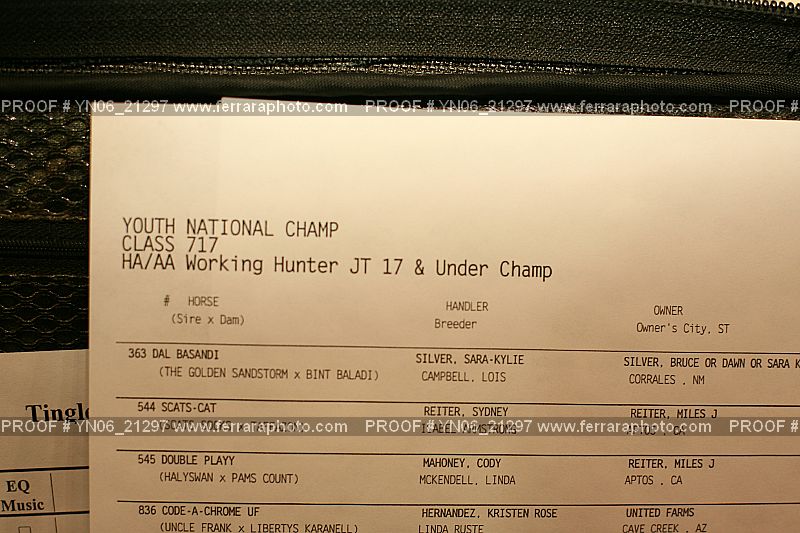 PROOF # YN06_21297 www.ferraraphoto.com PROOF # YN06_21297 www.ferraraphoto.com PROOF
YOUTH NATIONAL CHAMP
CLASS 717
HA/AA Working Hunter JT 17 & Under Champ
# HORSE HANDLER OWNER
(Sire x Dam) Breeder Owner's City, ST
363 DAL BASANDI SILVER, SARA-KYLIE SILVER, BRUCE OR DAWN OR SARA K
(THE GOLDEN SANDSTORM x BINT BALADI) CAMPBELL, LOIS CORRALES , NM
544 SCATS-CAT REITER, SYDNEY REITER, MILES J
Tingle
PROOF # YN06_21297 www.ferraraphoto.com PROOF # YN06_21297 www.ferraraphoto.com PROOF
APTOS , CA
545 DOUBLE PLAYY MAHONEY, CODY REITER, MILES J
(HALYSWAN x PAMS COUNT) MCKENDELL, LINDA APTOS , CA
EQ
Music
836 CODE-A-CHROME UF HERNANDEZ, KRISTEN ROSE UNITED FARMS
(UNCLE FRANK x LIBERTYS KARANELL) LINDA RUSTE CAVE CREEK , AZ